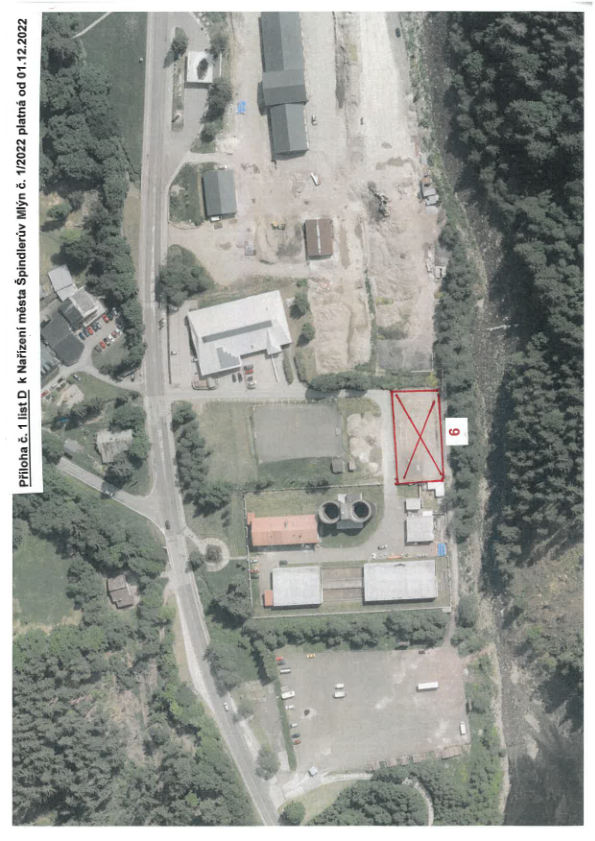 Příloha č. 1 list D k Nařízení města Špindlerův Mlýn č. 1/2022 platná od 01.12.2022
6